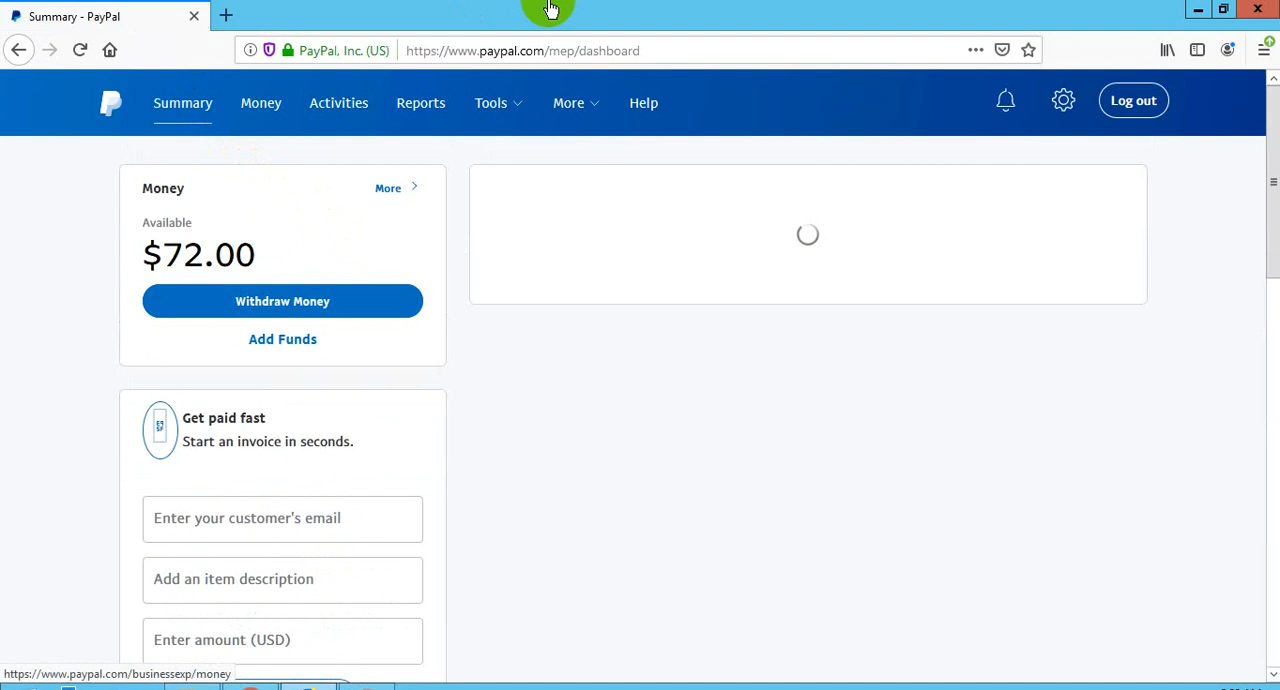 Summary - PayPal
PayPal, Inc. (US)
https://www.paypal.com/mep/dashboard
Summary
Money
Activities
Reports
Tools
More
Help
Log out
Money
More
Available
$72.00
Withdraw Money
Add Funds
Get paid fast
Start an invoice in seconds.
Enter your customer's email
Add an item description
Enter amount (USD)
https://www.paypal.com/businessexp/money